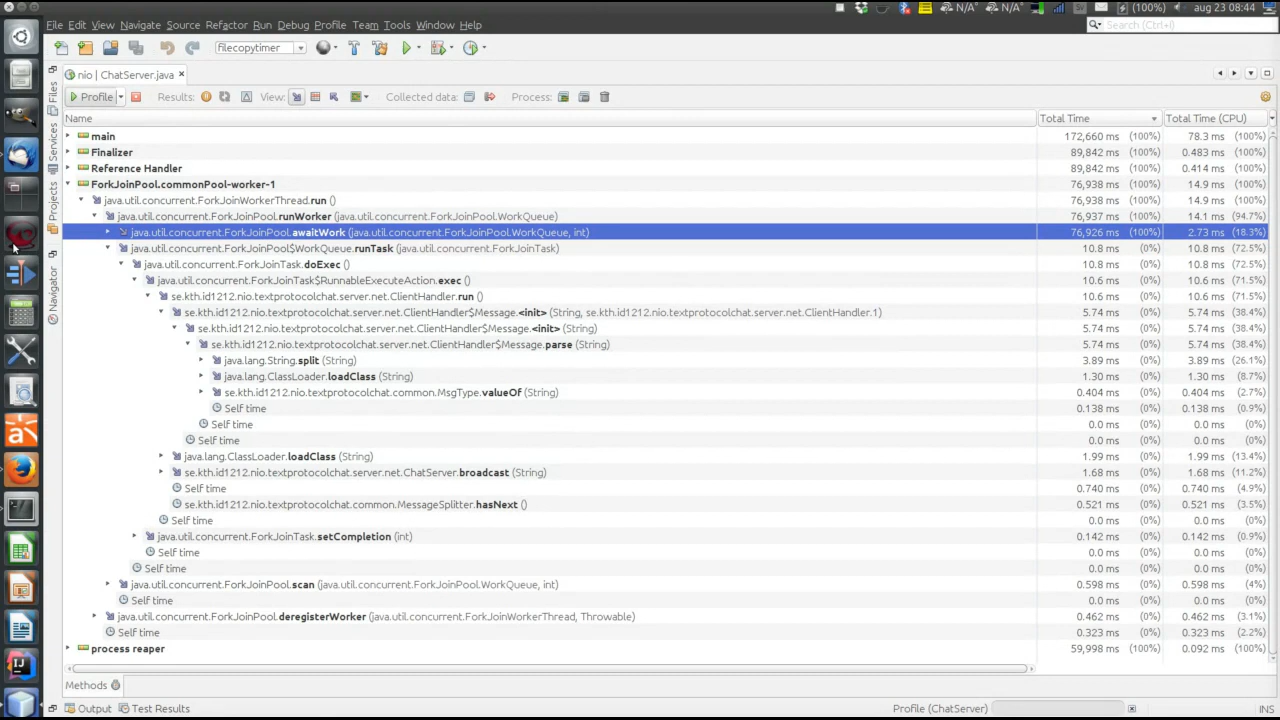 (100%) aug 23 08:44
File Edit View Navigate Source Refactor Run Debug Profile Team Tools Window Help
N/A N/A
Search (Ctrl+I)
filecopytimer
nio | ChatServer.java
Profile Results: View: Collected data: Process:
Name Total Time Total Time (CPU)
main 172,660 ms (100%) 78.3 ms (100%)
Finalizer 89,842 ms (100%) 0.483 ms (100%)
Reference Handler 89,842 ms (100%) 0.414 ms (100%)
ForkJoinPool.commonPool-worker-1 76,938 ms (100%) 14.9 ms (100%)
java.util.concurrent.ForkJoinWorkerThread.run () 76,938 ms (100%) 14.9 ms (100%)
java.util.concurrent.ForkJoinPool.runWorker (java.util.concurrent.ForkJoinPool.WorkQueue) 76,937 ms (100%) 14.1 ms (94.7%)
java.util.concurrent.ForkJoinPool.awaitWork (java.util.concurrent.ForkJoinPool.WorkQueue, int) 76,926 ms (100%) 2.73 ms (18.3%)
java.util.concurrent.ForkJoinPool$WorkQueue.runTask (java.util.concurrent.ForkJoinTask) 10.8 ms (0%) 10.8 ms (72.5%)
java.util.concurrent.ForkJoinTask.doExec () 10.8 ms (0%) 10.8 ms (72.5%)
java.util.concurrent.ForkJoinTask$RunnableExecuteAction.exec () 10.6 ms (0%) 10.6 ms (71.5%)
se.kth.id1212.nio.textprotocolchat.server.net.ClientHandler.run () 10.6 ms (0%) 10.6 ms (71.5%)
se.kth.id1212.nio.textprotocolchat.server.net.ClientHandler$Message.<init> (String, se.kth.id1212.nio.textprotocolchat.server.net.ClientHandler.1) 5.74 ms (0%) 5.74 ms (38.4%)
se.kth.id1212.nio.textprotocolchat.server.net.ClientHandler$Message.<init> (String) 5.74 ms (0%) 5.74 ms (38.4%)
se.kth.id1212.nio.textprotocolchat.server.net.ClientHandler$Message.parse (String) 5.74 ms (0%) 5.74 ms (38.4%)
java.lang.String.split (String) 3.89 ms (0%) 3.89 ms (26.1%)
java.lang.ClassLoader.loadClass (String) 1.30 ms (0%) 1.30 ms (8.7%)
se.kth.id1212.nio.textprotocolchat.common.MsgType.valueOf (String) 0.404 ms (0%) 0.404 ms (2.7%)
Self time 0.138 ms (0%) 0.138 ms (0.9%)
Self time 0.0 ms (0%) 0.0 ms (0%)
Self time 0.0 ms (0%) 0.0 ms (0%)
java.lang.ClassLoader.loadClass (String) 1.99 ms (0%) 1.99 ms (13.4%)
se.kth.id1212.nio.textprotocolchat.server.net.ChatServer.broadcast (String) 1.68 ms (0%) 1.68 ms (11.2%)
Self time 0.740 ms (0%) 0.740 ms (4.9%)
se.kth.id1212.nio.textprotocolchat.common.MessageSplitter.hasNext () 0.521 ms (0%) 0.521 ms (3.5%)
Self time 0.0 ms (0%) 0.0 ms (0%)
java.util.concurrent.ForkJoinTask.setCompletion (int) 0.142 ms (0%) 0.142 ms (0.9%)
Self time 0.0 ms (0%) 0.0 ms (0%)
Self time 0.0 ms (0%) 0.0 ms (0%)
java.util.concurrent.ForkJoinPool.scan (java.util.concurrent.ForkJoinPool.WorkQueue, int) 0.598 ms (0%) 0.598 ms (4%)
Self time 0.0 ms (0%) 0.0 ms (0%)
java.util.concurrent.ForkJoinPool.deregisterWorker (java.util.concurrent.ForkJoinWorkerThread, Throwable) 0.462 ms (0%) 0.462 ms (3.1%)
Self time 0.323 ms (0%) 0.323 ms (2.2%)
process reaper 59,998 ms (100%) 0.092 ms (100%)
Methods
Output Test Results Profile (ChatServer) INS
Files
Services
Projects
Navigator